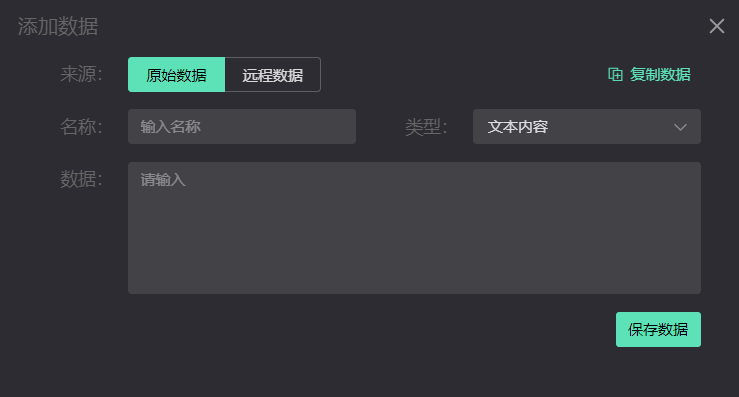 添加数据
来源： 原始数据 远程数据 复制数据
名称： 输入名称 类型： 文本内容
数据： 请输入
保存数据